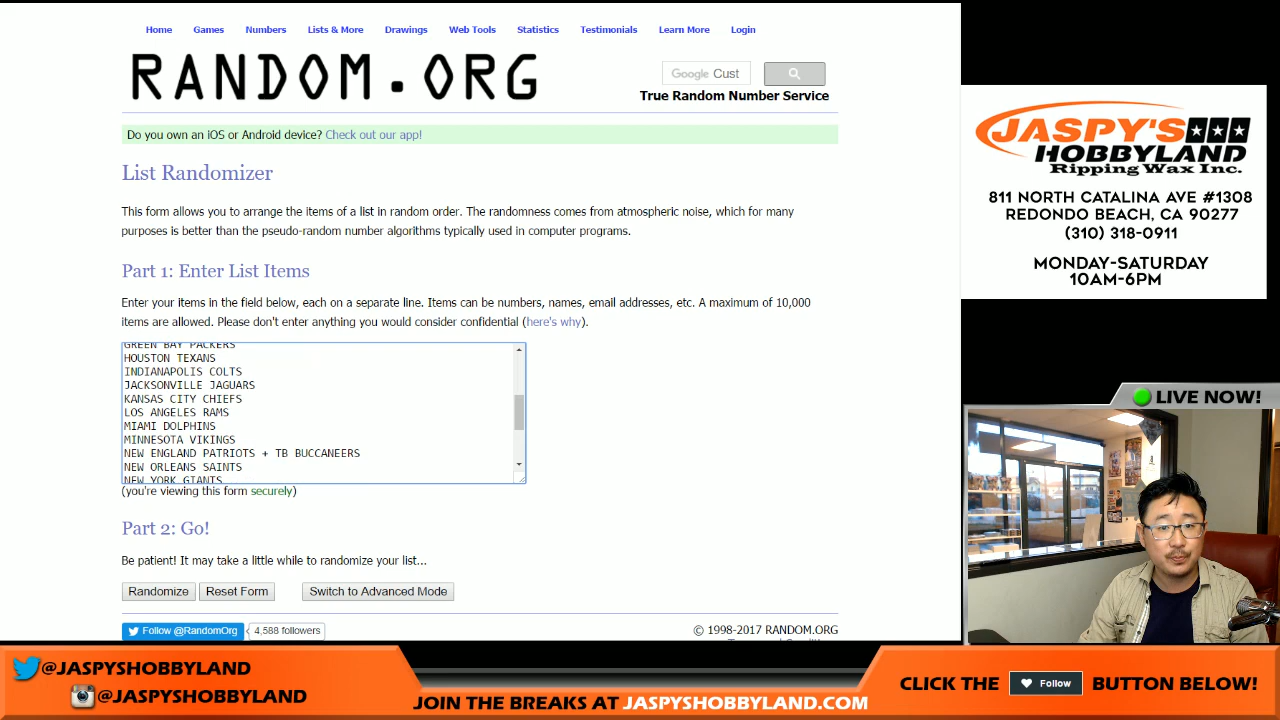 Home Games Numbers Lists & More Drawings Web Tools Statistics Testimonials Learn More Login
RANDOM.ORG
Google Cust
True Random Number Service
Do you own an iOS or Android device? Check out our app!
List Randomizer
This form allows you to arrange the items of a list in random order. The randomness comes from atmospheric noise, which for many
purposes is better than the pseudo-random number algorithms typically used in computer programs.
Part 1: Enter List Items
Enter your items in the field below, each on a separate line. Items can be numbers, names, email addresses, etc. A maximum of 10,000
items are allowed. Please don't enter anything you would consider confidential (here's why).
GREEN BAY PACKERS
HOUSTON TEXANS
INDIANAPOLIS COLTS
JACKSONVILLE JAGUARS
KANSAS CITY CHIEFS
LOS ANGELES RAMS
MIAMI DOLPHINS
MINNESOTA VIKINGS
NEW ENGLAND PATRIOTS + TB BUCCANEERS
NEW ORLEANS SAINTS
NEW YORK GIANTS
(you're viewing this form securely)
Part 2: Go!
Be patient! It may take a little while to randomize your list...
Randomize Reset Form Switch to Advanced Mode
Follow @RandomOrg 4,588 followers
© 1998-2017 RANDOM.ORG
JASPY'S
HOBBYLAND
Ripping Wax Inc.
811 NORTH CATALINA AVE #1308
REDONDO BEACH, CA 90277
(310) 318-0911
MONDAY-SATURDAY
10AM-6PM
LIVE NOW!
@JASPYSHOBBYLAND
@JASPYSHOBBYLAND
JOIN THE BREAKS AT JASPYSHOBBYLAND.COM
CLICK THE Follow BUTTON BELOW!